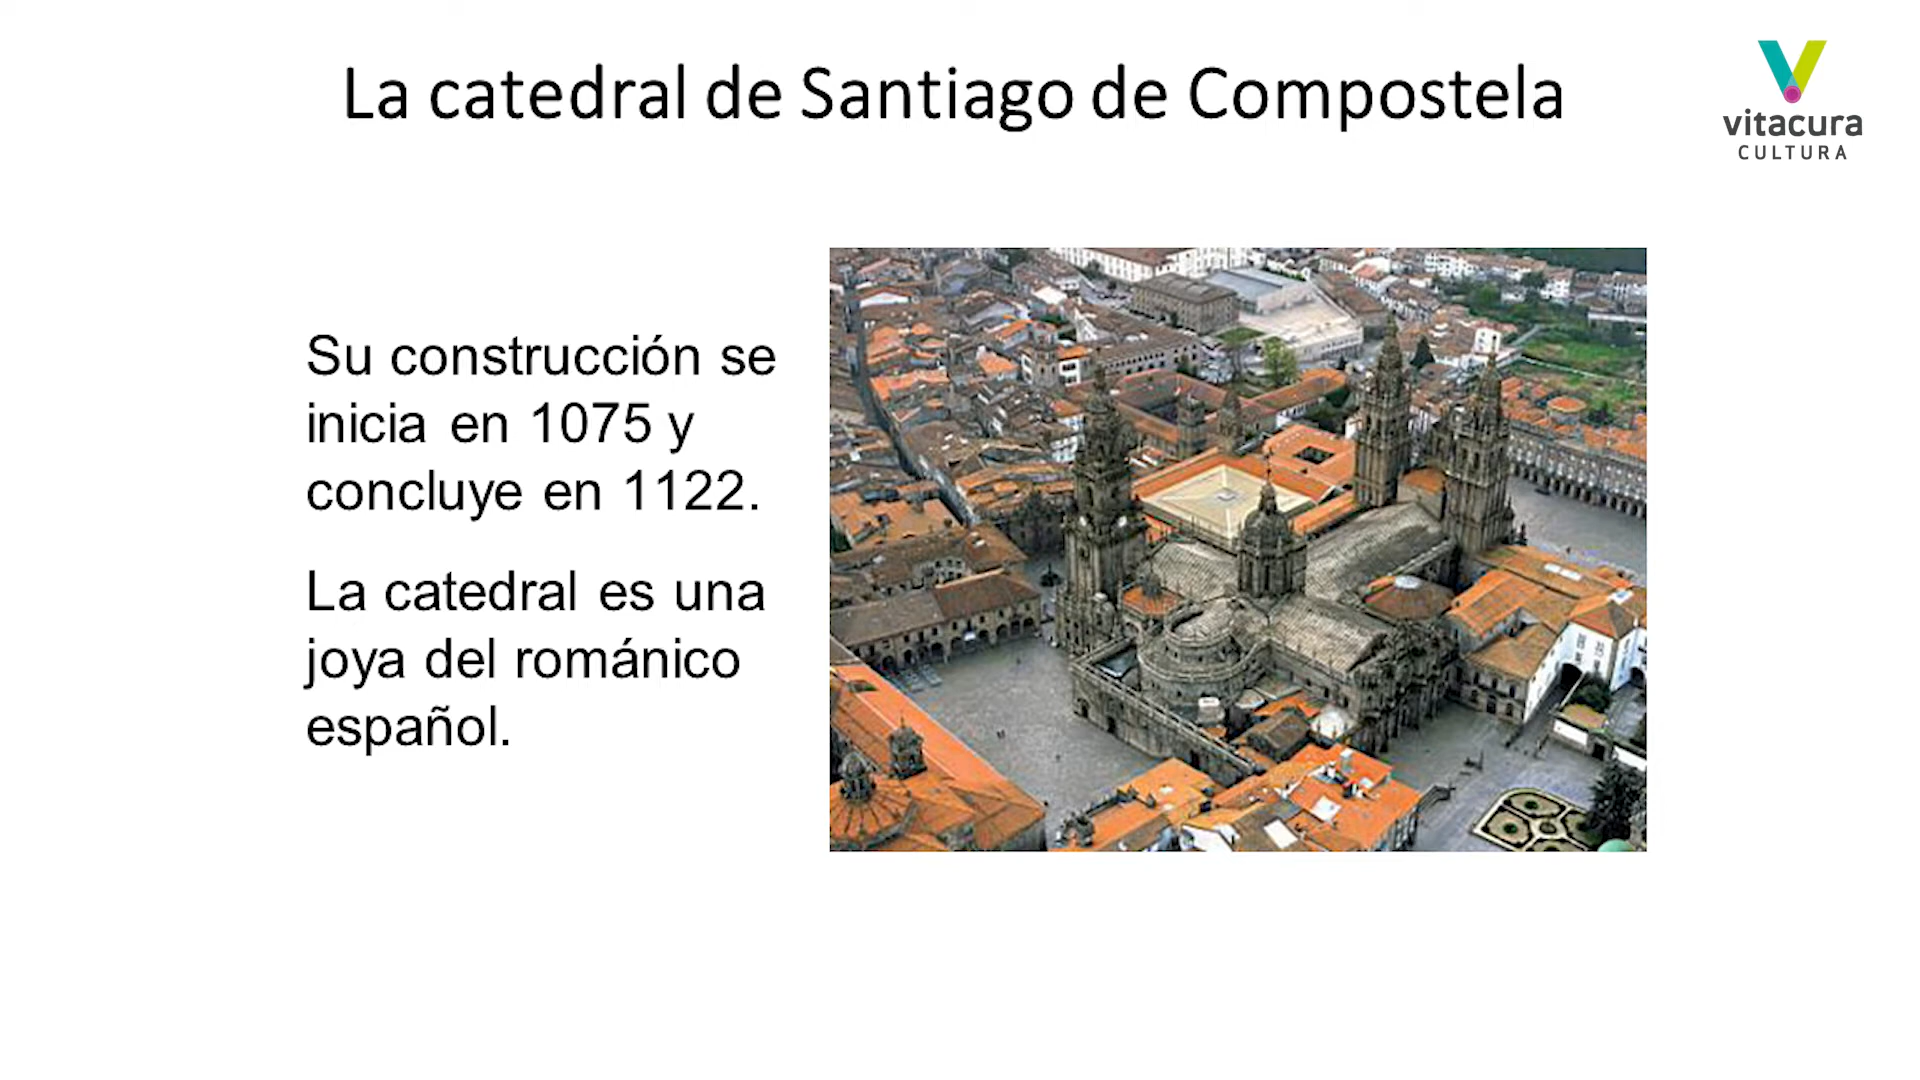 La catedral de Santiago de Compostela
vitacura
CULTURA
Su construcción se
inicia en 1075 y
concluye en 1122.
La catedral es una
joya del románico
español.